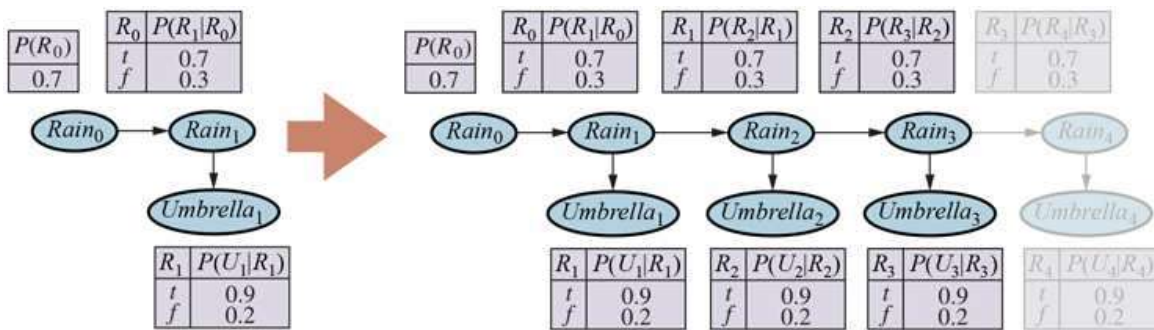 P(R₀)
0.7
R₀ P(R₁|R₀)
t 0.7
f 0.3
Rain₀
Rain₁
Umbrella₁
R₁ P(U₁|R₁)
t 0.9
f 0.2
P(R₀)
0.7
R₀ P(R₁|R₀)
t 0.7
f 0.3
R₁ P(R₂|R₁)
t 0.7
f 0.3
R₂ P(R₃|R₂)
t 0.7
f 0.3
R₃ P(R₄|R₃)
t 0.7
f 0.3
Rain₀
Rain₁
Rain₂
Rain₃
Rain₄
Umbrella₁
Umbrella₂
Umbrella₃
Umbrella₄
R₁ P(U₁|R₁)
t 0.9
f 0.2
R₂ P(U₂|R₂)
t 0.9
f 0.2
R₃ P(U₃|R₃)
t 0.9
f 0.2
R₄ P(U₄|R₄)
t 0.9
f 0.2